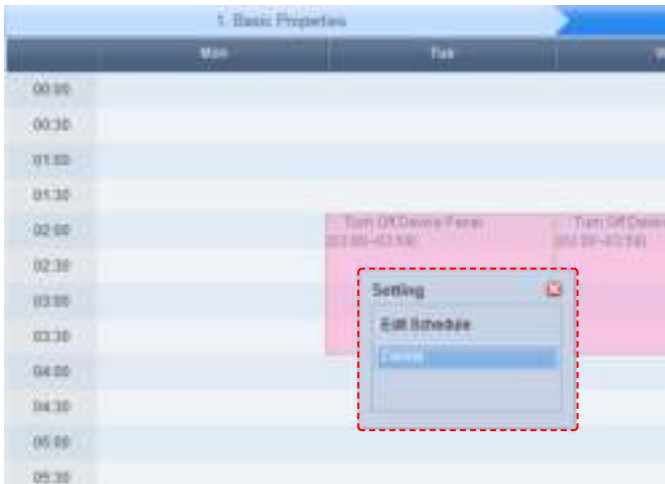 1. Basic Properties
Mon
Tue
00:00
00:30
01:00
01:30
02:00
Turn Off Device Panel
Turn Off Device
02:30
Setting
03:00
Edit Schedule
03:30
Delete
04:00
04:30
05:00
05:30